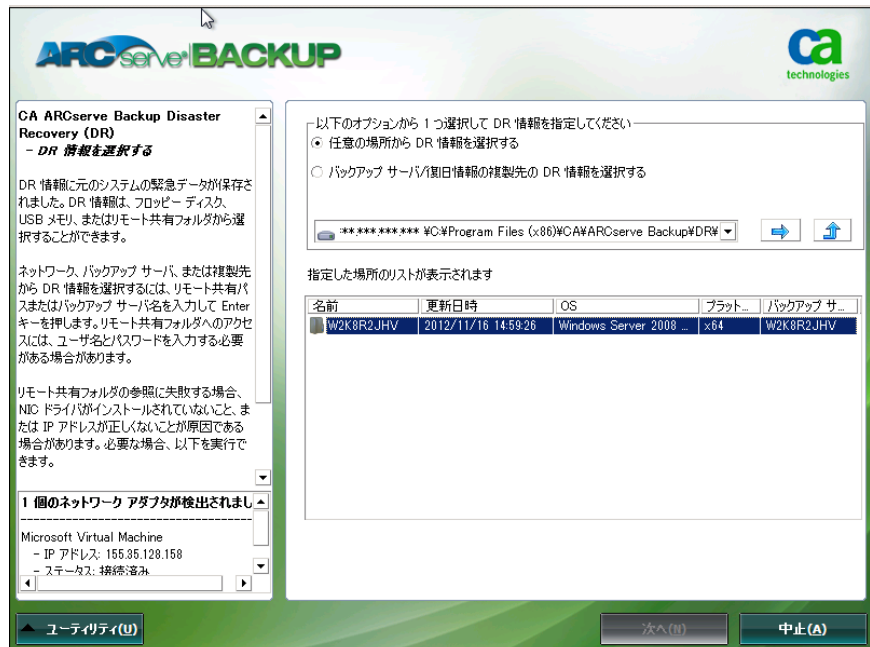 ARCserve® BACKUP
ca
technologies
CA ARCserve Backup Disaster
Recovery (DR)
- DR 情報を選択する
DR 情報に元のシステムの緊急データが保存さ
れました。DR 情報は、フロッピー ディスク、
USB メモリ、またはリモート共有フォルダから選
択することができます。
ネットワーク、バックアップ サーバ、または複製先
から DR 情報を選択するには、リモート共有パ
スまたはバックアップ サーバ名を入力して Enter
キーを押します。リモート共有フォルダへのアクセ
スには、ユーザ名とパスワードを入力する必要
がある場合があります。
リモート共有フォルダの参照に失敗する場合、
NIC ドライバがインストールされていないこと、ま
たは IP アドレスが正しくないことが原因である
場合があります。必要な場合、以下を実行で
きます。
1 個のネットワーク アダプタが検出されまし
Microsoft Virtual Machine
- IP アドレス: 155.35.128.158
- ステータス: 接続済み
以下のオプションから 1 つ選択して DR 情報を指定してください
任意の場所から DR 情報を選択する
バックアップ サーバ/復旧情報の複製先の DR 情報を選択する
**.***.***.*** ¥C:¥Program Files (x86)¥CA¥ARCserve Backup¥DR¥
指定した場所のリストが表示されます
名前 更新日時 OS プラット... バックアップ サ...
W2K8R2JHV 2012/11/16 14:59:26 Windows Server 2008 ... x64 W2K8R2JHV
ユーティリティ(U)
次へ(N)
中止(A)